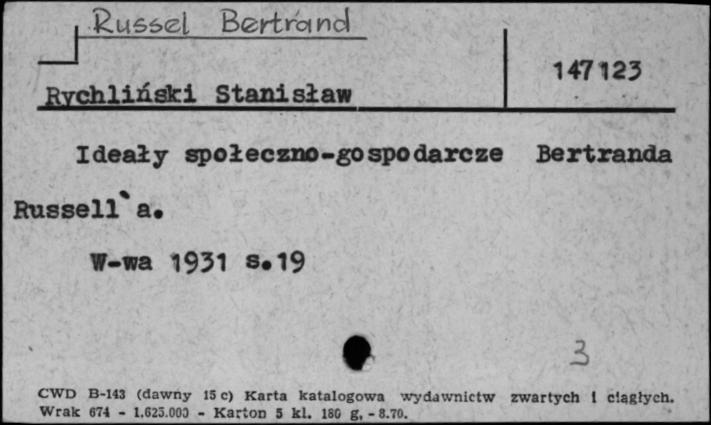 Russel Bertrand
147123
Rychliński Stanisław
Ideały społeczno-gospodarcze Bertranda
Russell`a.
W-wa 1931 s.19
3
CWD B-143 (dawny 15 c) Karta katalogowa wydawnictw zwartych i ciągłych.
Wrak 674 - 1.625.000 - Karton 5 kl. 180 g. - 8.70.